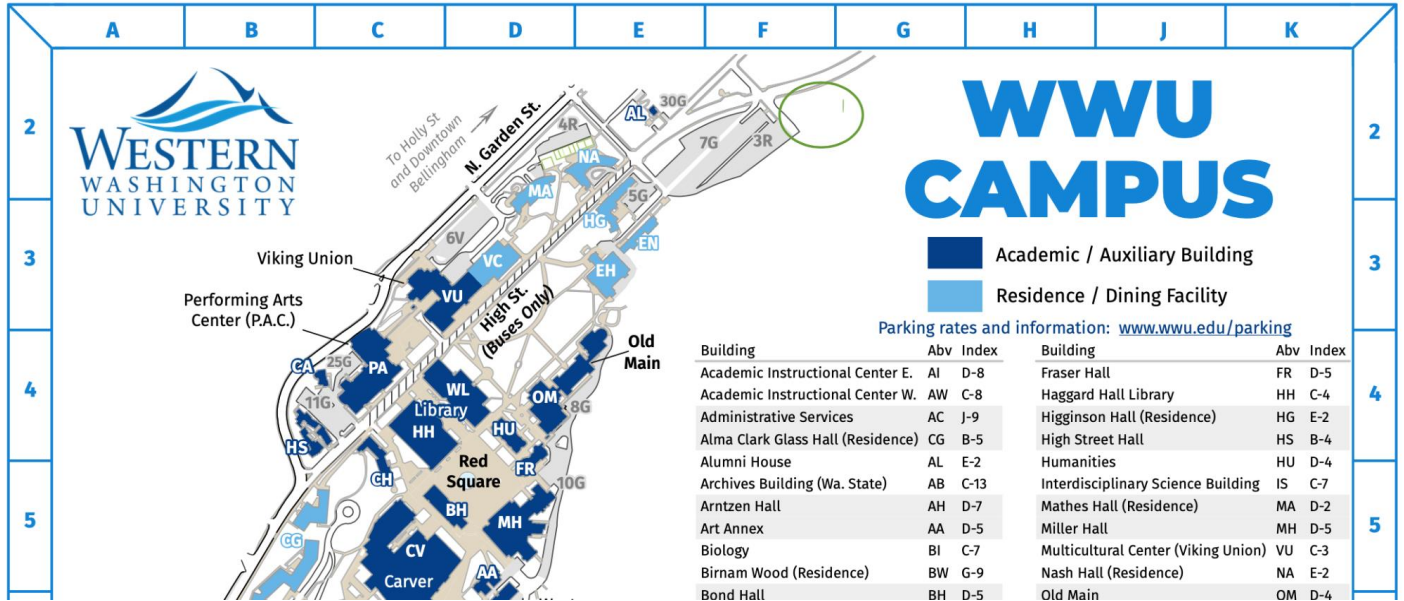 A B C D E F G H J K
2
3
4
5
2
3
4
5
WESTERN
WASHINGTON
UNIVERSITY
WWU
CAMPUS
Academic / Auxiliary Building
Residence / Dining Facility
Parking rates and information: www.wwu.edu/parking
To Holly St
and Downtown
Bellingham
N. Garden St.
4R
AL
30G
7G
3R
NA
MA
5G
HG
EN
6V
VC
EH
Viking Union
VU
High St.
(Buses Only)
Performing Arts
Center (P.A.C.)
Old
Main
CA
25G
PA
11G
WL
Library
HH
OM
8G
HU
HS
CH
Red
Square
FR
10G
BH
MH
CG
CV
Carver
AA
Building Abv Index
Academic Instructional Center E. AI D-8
Academic Instructional Center W. AW C-8
Administrative Services AC J-9
Alma Clark Glass Hall (Residence) CG B-5
Alumni House AL E-2
Archives Building (Wa. State) AB C-13
Arntzen Hall AH D-7
Art Annex AA D-5
Biology BI C-7
Birnam Wood (Residence) BW G-9
Bond Hall BH D-5
Building Abv Index
Fraser Hall FR D-5
Haggard Hall Library HH C-4
Higginson Hall (Residence) HG E-2
High Street Hall HS B-4
Humanities HU D-4
Interdisciplinary Science Building IS C-7
Mathes Hall (Residence) MA D-2
Miller Hall MH D-5
Multicultural Center (Viking Union) VU C-3
Nash Hall (Residence) NA E-2
Old Main OM D-4